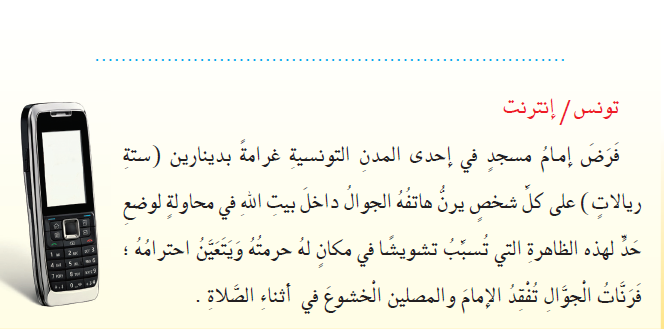 تونس / إنترنت
فَرَضَ إمامُ مسجدٍ في إحدى المدنِ التونسيةِ غرامةً بدينارين (ستةِ
ريالاتٍ) على كلِّ شخصٍ يرنُّ هاتفُهُ الجوالُ داخلَ بيتِ اللهِ في محاولةٍ لوضعِ
حَدٍّ لهذه الظاهرةِ التي تُسبِّبُ تشويشًا في مكانٍ لهُ حرمتُهُ وَيَتَعَيَّنُ احترامُهُ ؛
فَرَنَّاتُ الْجوَّالِ تُفْقِدُ الإمامَ والمصلين الْخشوعَ في أثناءِ الصَّلاةِ .